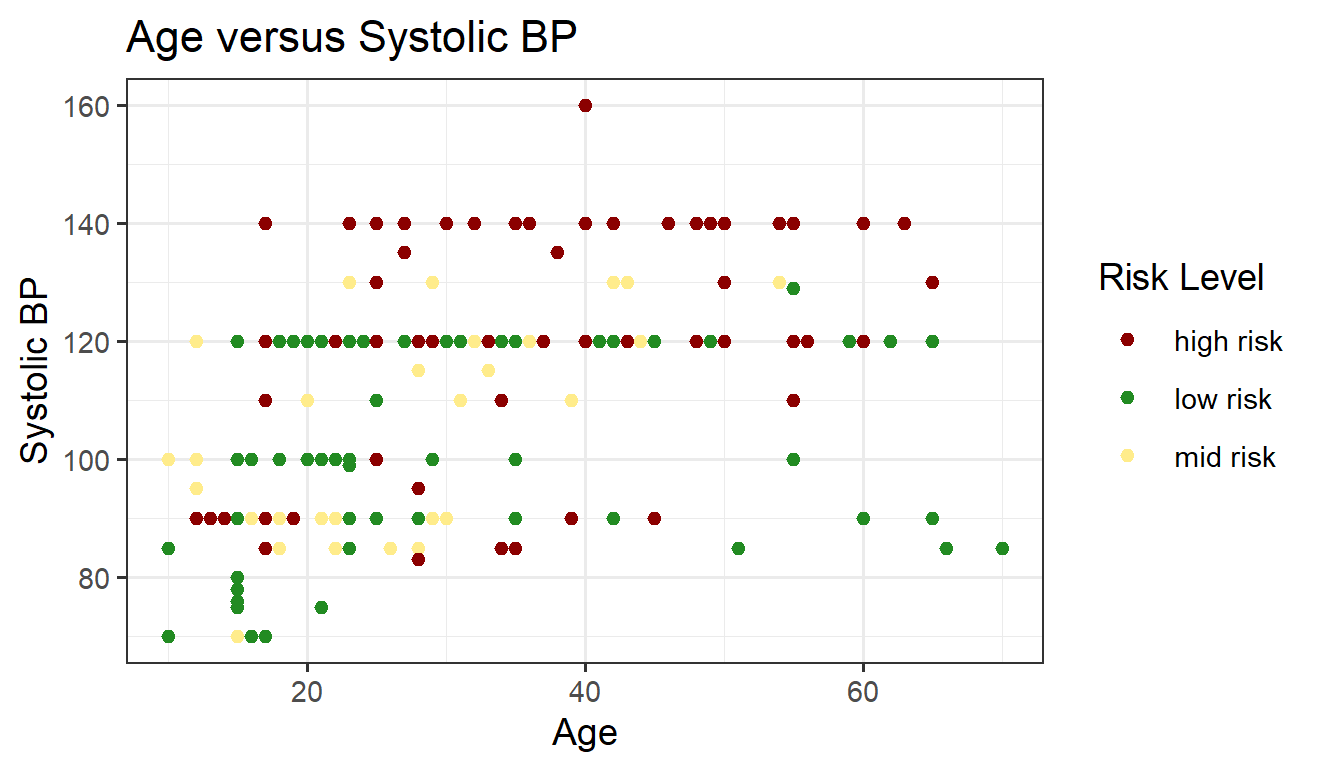 Age versus Systolic BP
160
140
120
100
80
Systolic BP
20 40 60
Age
Risk Level
high risk
low risk
mid risk